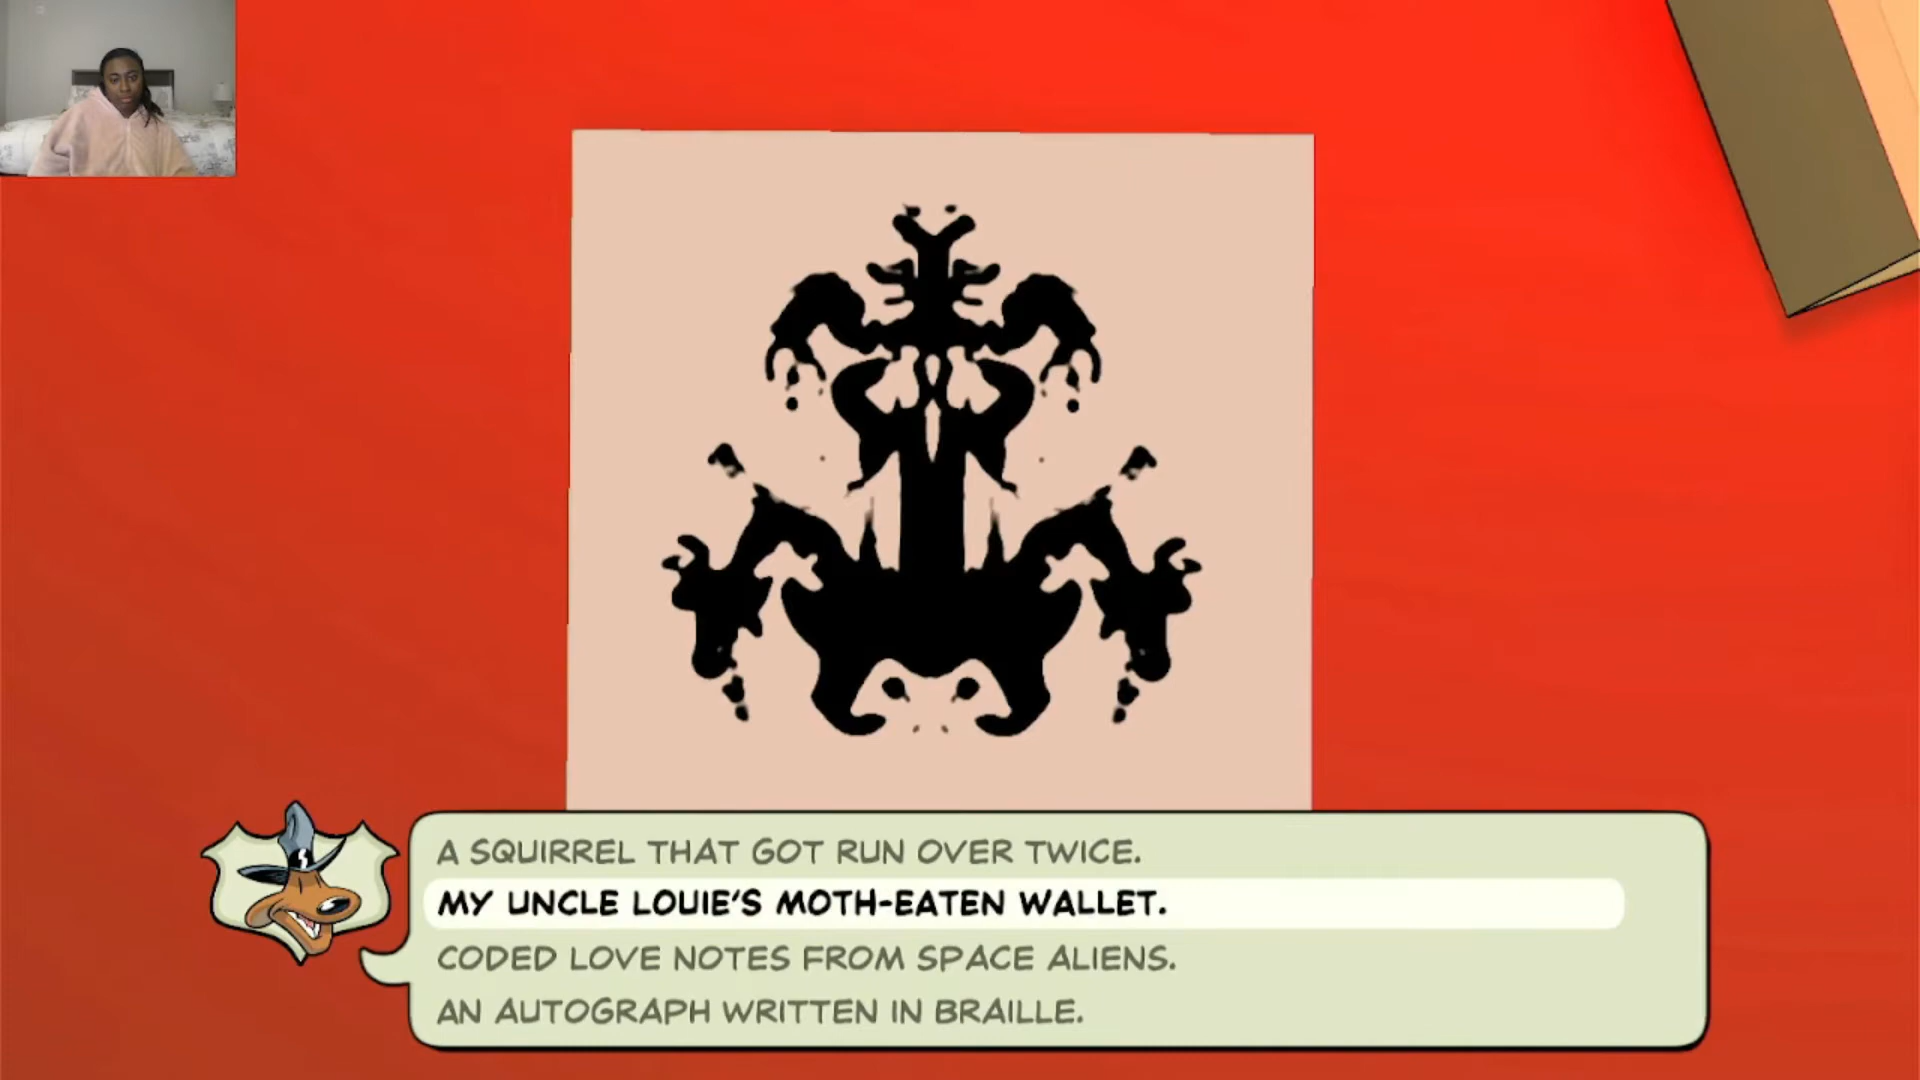 A SQUIRREL THAT GOT RUN OVER TWICE.
MY UNCLE LOUIE'S MOTH-EATEN WALLET.
CODED LOVE NOTES FROM SPACE ALIENS.
AN AUTOGRAPH WRITTEN IN BRAILLE.